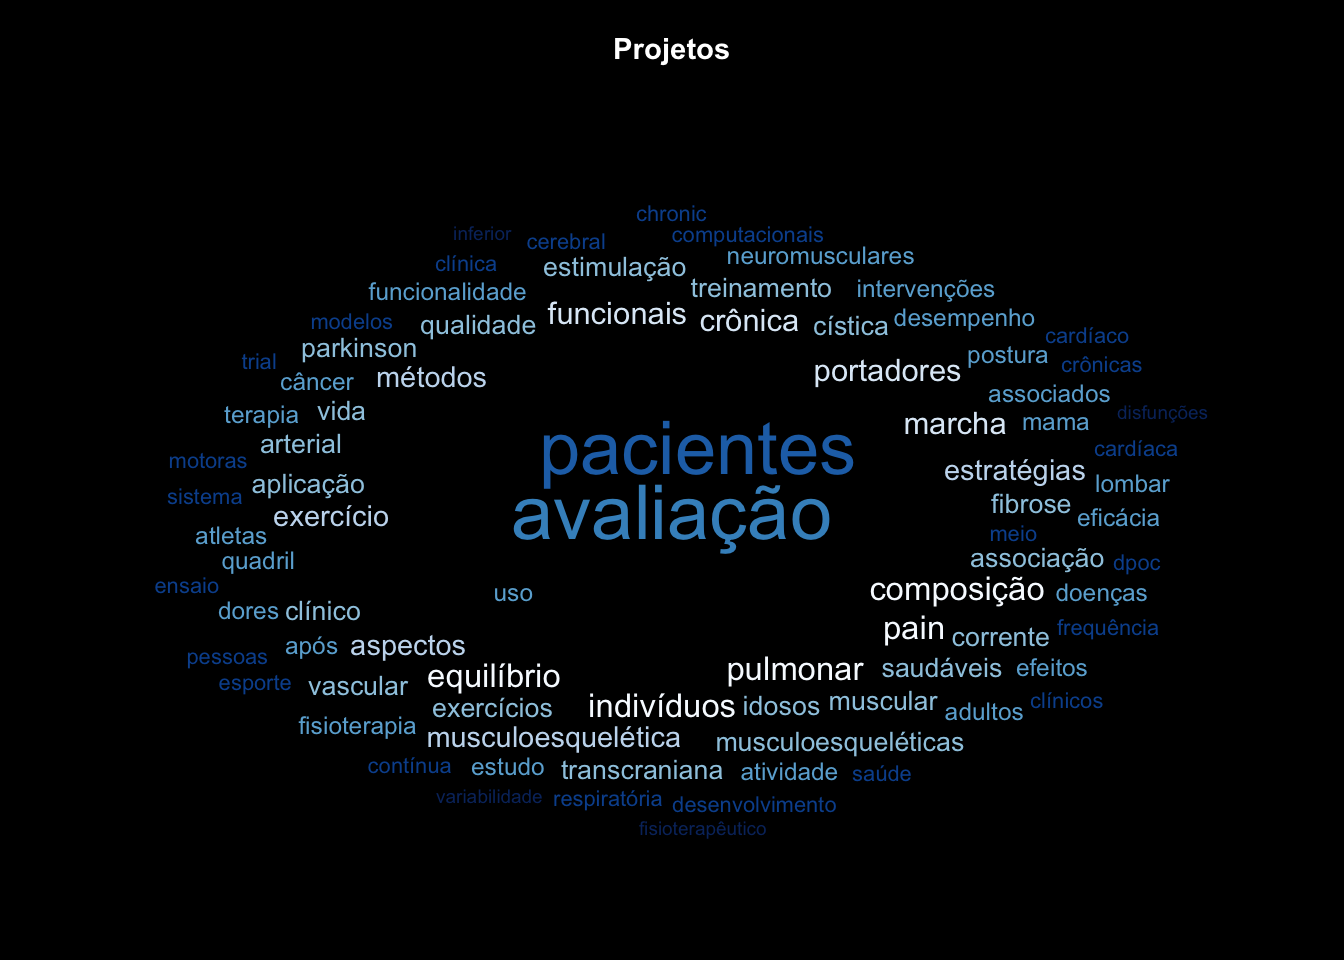 Projetos
chronic
inferior cerebral computacionais
clínica estimulação neuromusculares
funcionalidade treinamento intervenções
modelos qualidade funcionais crônica cística desempenho
trial parkinson postura cardíaco
câncer métodos portadores crônicas
terapia vida associados disfunções
arterial marcha mama
motoras pacientes cardíaca
sistema aplicação estratégias lombar
exercício avaliação fibrose eficácia
atletas meio
quadril associação dpoc
ensaio uso composição doenças
dores clínico pain frequência
pessoas após aspectos corrente
esporte vascular equilíbrio pulmonar saudáveis efeitos
exercícios indivíduos idosos muscular adultos clínicos
fisioterapia musculoesquelética musculoesqueléticas
contínua estudo transcraniana atividade saúde
variabilidade respiratória desenvolvimento
fisioterapêutico